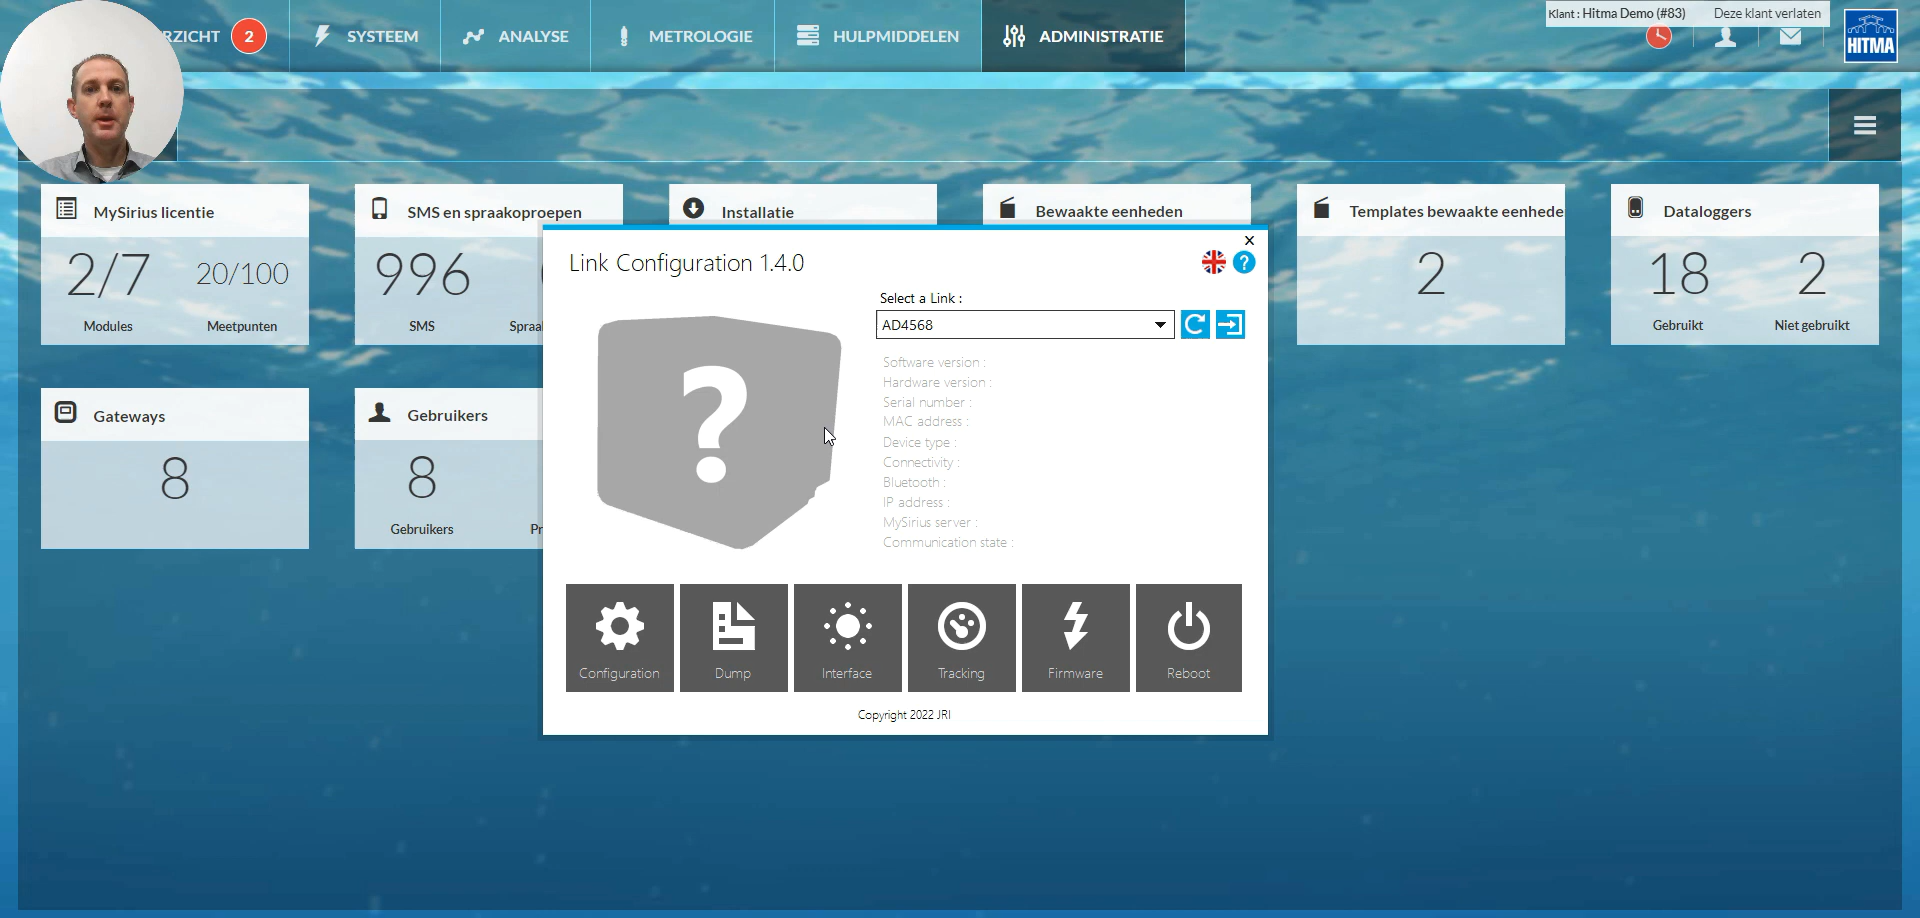 RZICHT 2
SYSTEEM
ANALYSE
METROLOGIE
HULPMIDDELEN
ADMINISTRATIE
Klant : Hitma Demo (#83) Deze klant verlaten
HITMA
MySirius licentie
2/7 20/100
Modules Meetpunten
SMS en spraakoproepen
996
SMS Spraa
Installatie
Bewaakte eenheden
Templates bewaakte eenhede
2
Dataloggers
18 2
Gebruikt Niet gebruikt
Gateways
8
Gebruikers
8
Gebruikers Pr
Link Configuration 1.4.0
x
?
Select a Link :
AD4568
?
Software version :
Hardware version :
Serial number :
MAC address :
Device type :
Connectivity :
Bluetooth :
IP address :
MySirius server :
Communication state :
Configuration
Dump
Interface
Tracking
Firmware
Reboot
Copyright 2022 JRI